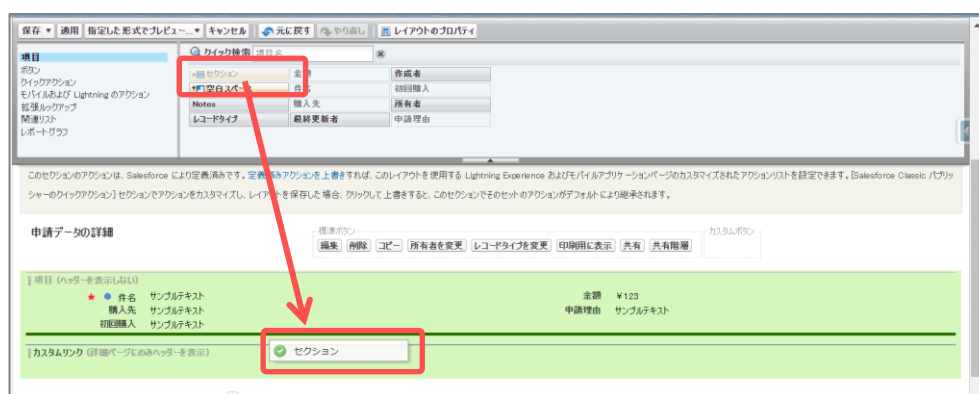 保存 適用 指定した形式でプレビュー... キャンセル 元に戻す やり直し レイアウトのプロパティ
項目
ボタン
クイックアクション
モバイルおよび Lightning のアクション
拡張ルックアップ
関連リスト
レポートグラフ
クイック検索 項目名
セクション 金額 作成者
空白スペース 件名 初回購入
Notes 購入先 所有者
レコードタイプ 最終更新者 申請理由
このセクションのアクションは、Salesforce により定義済みです。定義済みアクションを上書きすれば、このレイアウトを使用する Lightning Experience およびモバイルアプリケーションページのカスタマイズされたアクションリストを設定できます。[Salesforce Classic パブリッ
シャーのクイックアクション] セクションでアクションをカスタマイズし、レイアウトを保存した場合、クリックして上書きすると、このセクションでそのセットのアクションがデフォルトにより継承されます。
申請データの詳細
標準ボタン
編集 削除 コピー 所有者を変更 レコードタイプを変更 印刷用に表示 共有 共有階層
カスタムボタン
項目 (ヘッダーを表示しない)
★ 件名 サンプルテキスト 金額 ¥123
購入先 サンプルテキスト 申請理由 サンプルテキスト
初回購入 サンプルテキスト
カスタムリンク (詳細ページにのみヘッダーを表示)
セクション